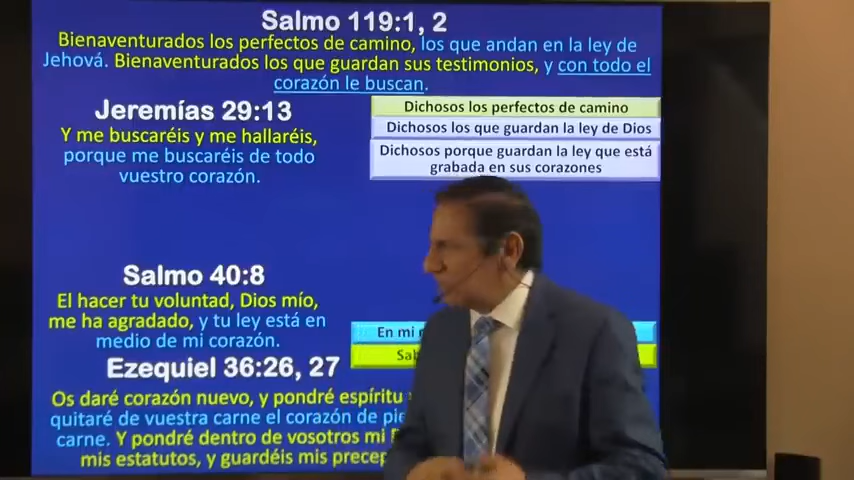 Salmo 119:1, 2
Bienaventurados los perfectos de camino, los que andan en la ley de
Jehová. Bienaventurados los que guardan sus testimonios, y con todo el
corazón le buscan.
Jeremías 29:13
Y me buscaréis y me hallaréis,
porque me buscaréis de todo
vuestro corazón.
Dichosos los perfectos de camino
Dichosos los que guardan la ley de Dios
Dichosos porque guardan la ley que está
grabada en sus corazones
Salmo 40:8
El hacer tu voluntad, Dios mío,
me ha agradado, y tu ley está en
medio de mi corazón.
En mi
Ezequiel 36:26, 27
Os daré corazón nuevo, y pondré espíritu
quitaré de vuestra carne el corazón de
carne. Y pondré dentro de vosotros mi
mis estatutos, y guardéis mis